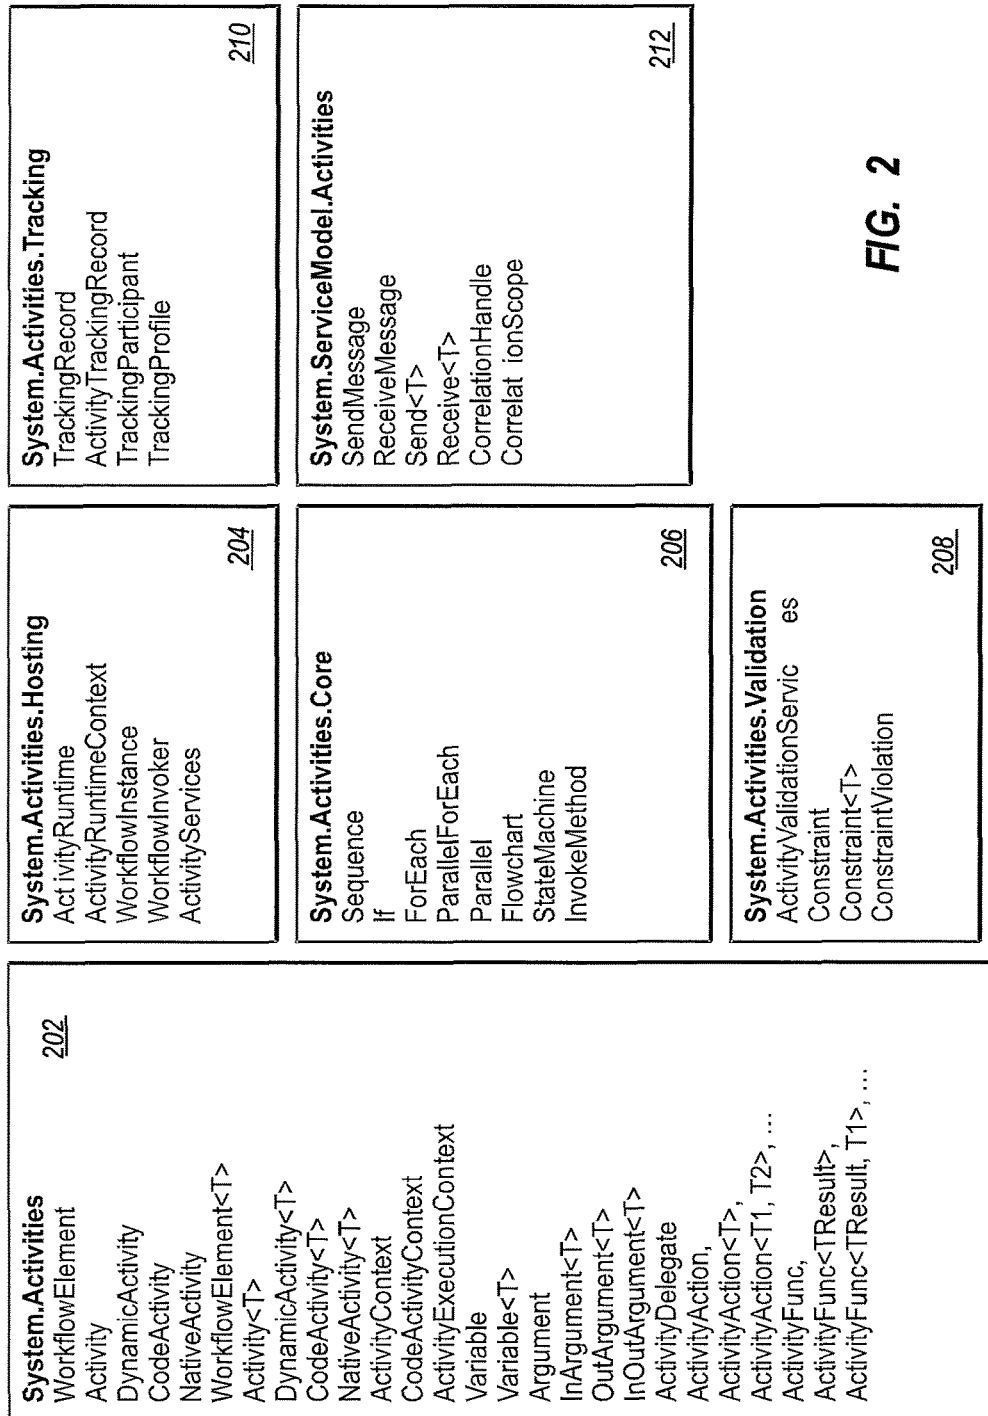 System.Activities
202
WorkflowElement
Activity
DynamicActivity
CodeActivity
NativeActivity
WorkflowElement<T>
Activity<T>
DynamicActivity<T>
CodeActivity<T>
NativeActivity<T>
ActivityContext
CodeActivityContext
ActivityExecutionContext
Variable
Variable<T>
Argument
InArgument<T>
OutArgument<T>
InOutArgument<T>
ActivityDelegate
ActivityAction,
ActivityAction<T>,
ActivityAction<T1, T2>, ...
ActivityFunc,
ActivityFunc<TResult>,
ActivityFunc<TResult, T1>, ...
System.Activities.Hosting
Act ivityRuntime
ActivityRuntimeContext
WorkflowInstance
WorkflowInvoker
ActivityServices
204
System.Activities.Core
Sequence
If
ForEach
ParalelForEach
Parallel
Flowchart
StateMachine
InvokeMethod
206
System.Activities.Validation
ActivityValidationServic es
Constraint
Constraint<T>
ConstraintViolation
208
System.Activities.Tracking
TrackingRecord
ActivityTrackingRecord
TrackingParticipant
TrackingProfile
210
System.ServiceModel.Activities
SendMessage
ReceiveMessage
Send<T>
Receive<T>
CorrelationHandle
Correlat ionScope
212
FIG. 2